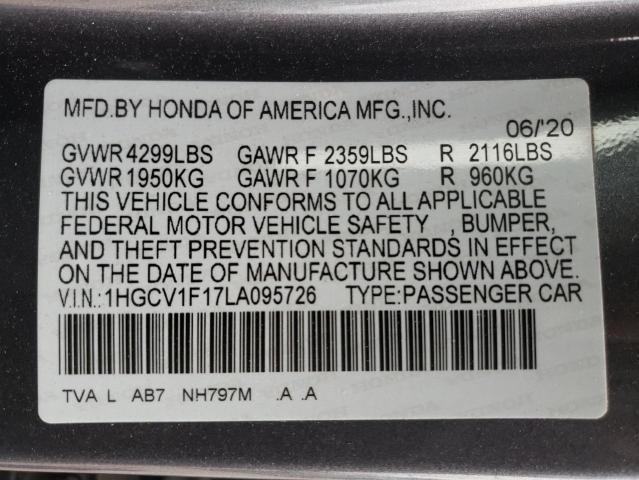 MFD.BY HONDA OF AMERICA MFG.,INC.
06/'20
GVWR 4299LBS GAWR F 2359LBS R 2116LBS
GVWR 1950KG GAWR F 1070KG R 960KG
THIS VEHICLE CONFORMS TO ALL APPLICABLE
FEDERAL MOTOR VEHICLE SAFETY , BUMPER,
AND THEFT PREVENTION STANDARDS IN EFFECT
ON THE DATE OF MANUFACTURE SHOWN ABOVE.
V.I.N.:1HGCV1F17LA095726 TYPE:PASSENGER CAR
TVA L AB7 NH797M .A .A